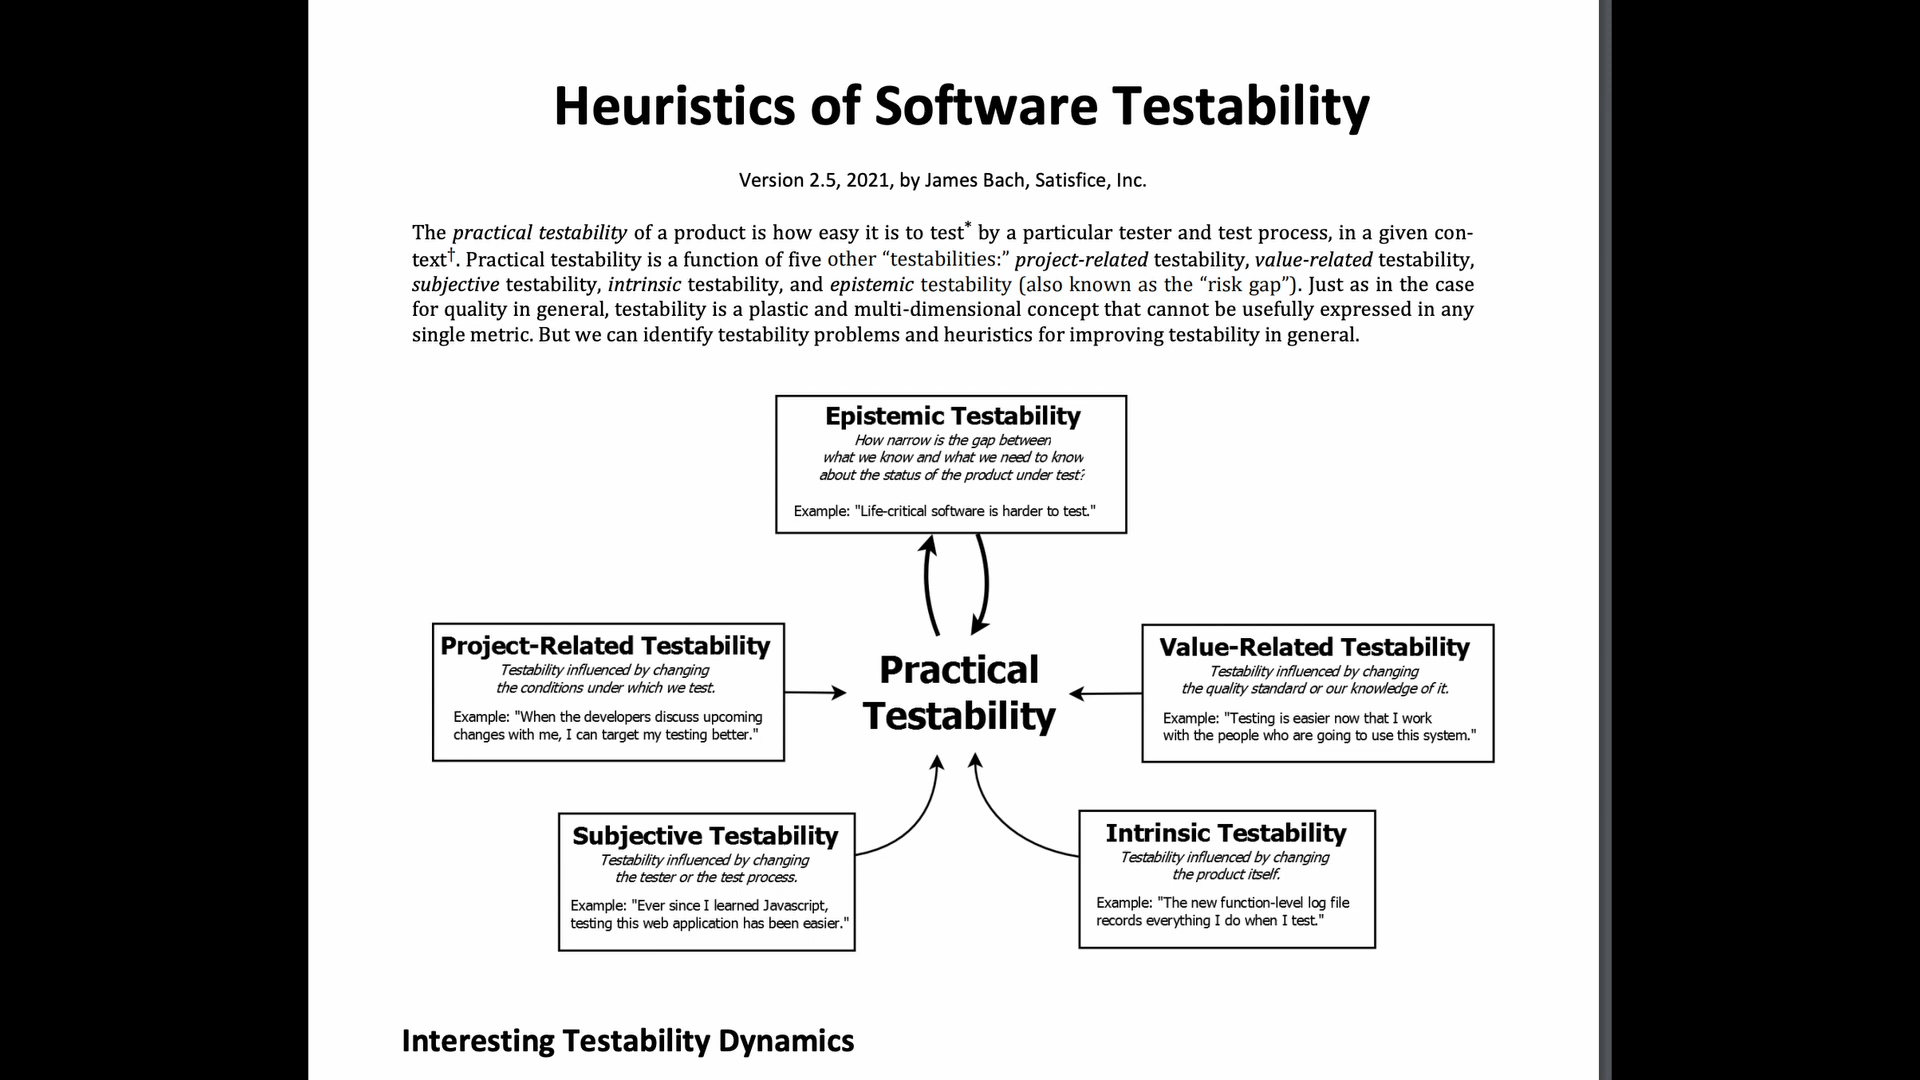 Heuristics of Software Testability
Version 2.5, 2021, by James Bach, Satisfice, Inc.
The practical testability of a product is how easy it is to test* by a particular tester and test process, in a given con-
text†. Practical testability is a function of five other “testabilities:” project-related testability, value-related testability,
subjective testability, intrinsic testability, and epistemic testability (also known as the “risk gap”). Just as in the case
for quality in general, testability is a plastic and multi-dimensional concept that cannot be usefully expressed in any
single metric. But we can identify testability problems and heuristics for improving testability in general.
Epistemic Testability
How narrow is the gap between
what we know and what we need to know
about the status of the product under test?
Example: "Life-critical software is harder to test."
Project-Related Testability
Testability influenced by changing
the conditions under which we test.
Example: "When the developers discuss upcoming
changes with me, I can target my testing better."
Practical
Testability
Value-Related Testability
Testability influenced by changing
the quality standard or our knowledge of it.
Example: "Testing is easier now that I work
with the people who are going to use this system."
Subjective Testability
Testability influenced by changing
the tester or the test process.
Example: "Ever since I learned Javascript,
testing this web application has been easier."
Intrinsic Testability
Testability influenced by changing
the product itself.
Example: "The new function-level log file
records everything I do when I test."
Interesting Testability Dynamics